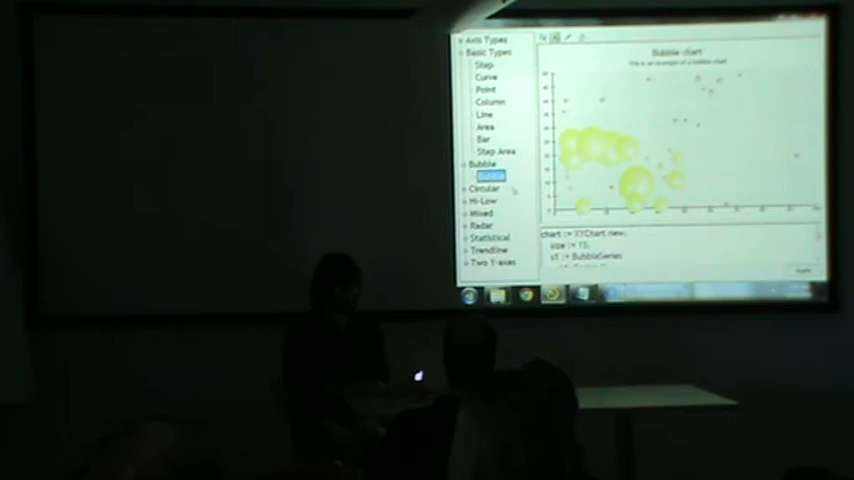 Axis Types
Basic Types
Step
Curve
Point
Column
Line
Area
Bar
Step Area
Bubble
Bubble
Circular
Hi-Low
Mixed
Radar
Statistical
Trendline
Two Y-axes
Bubble chart
This is an example of a bubble chart
chart := XYChart new.
size := 15.
s1 := BubbleSeries